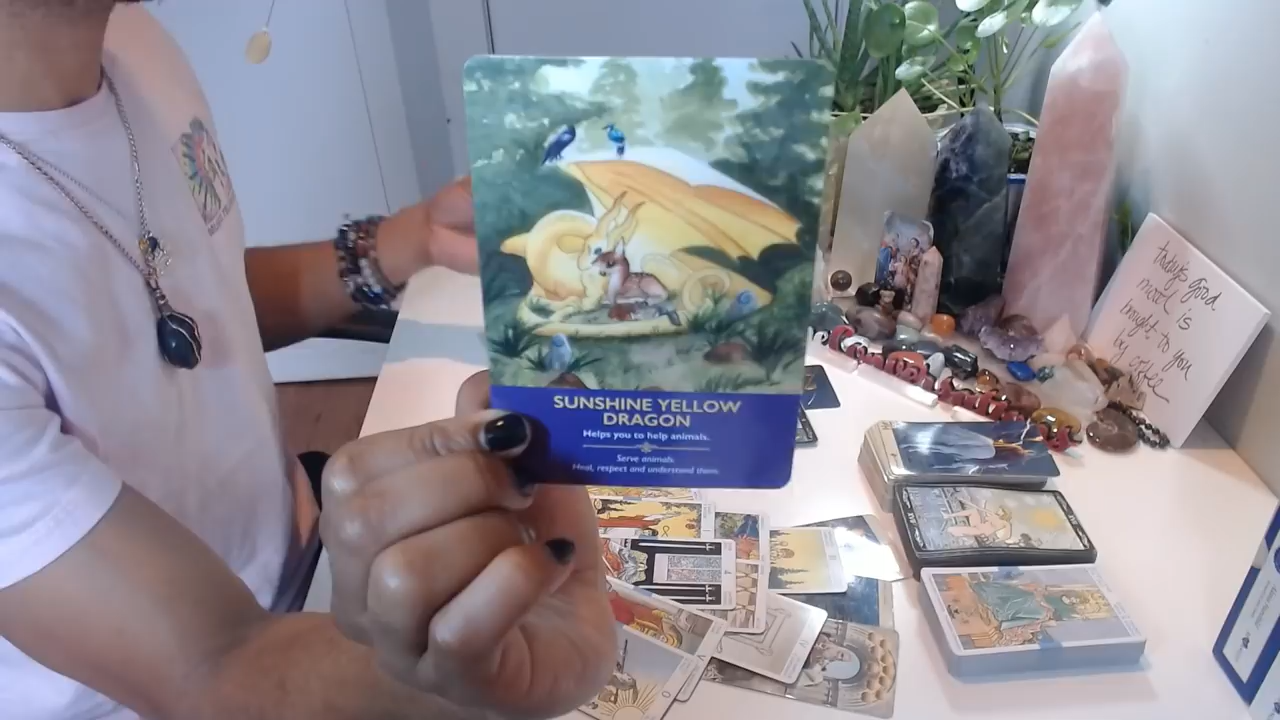 SUNSHINE YELLOW
DRAGON
Helps you to help animals.
Serve animals.
Heal, respect and understand them.
today's good
mood is
brought to you
by coffee